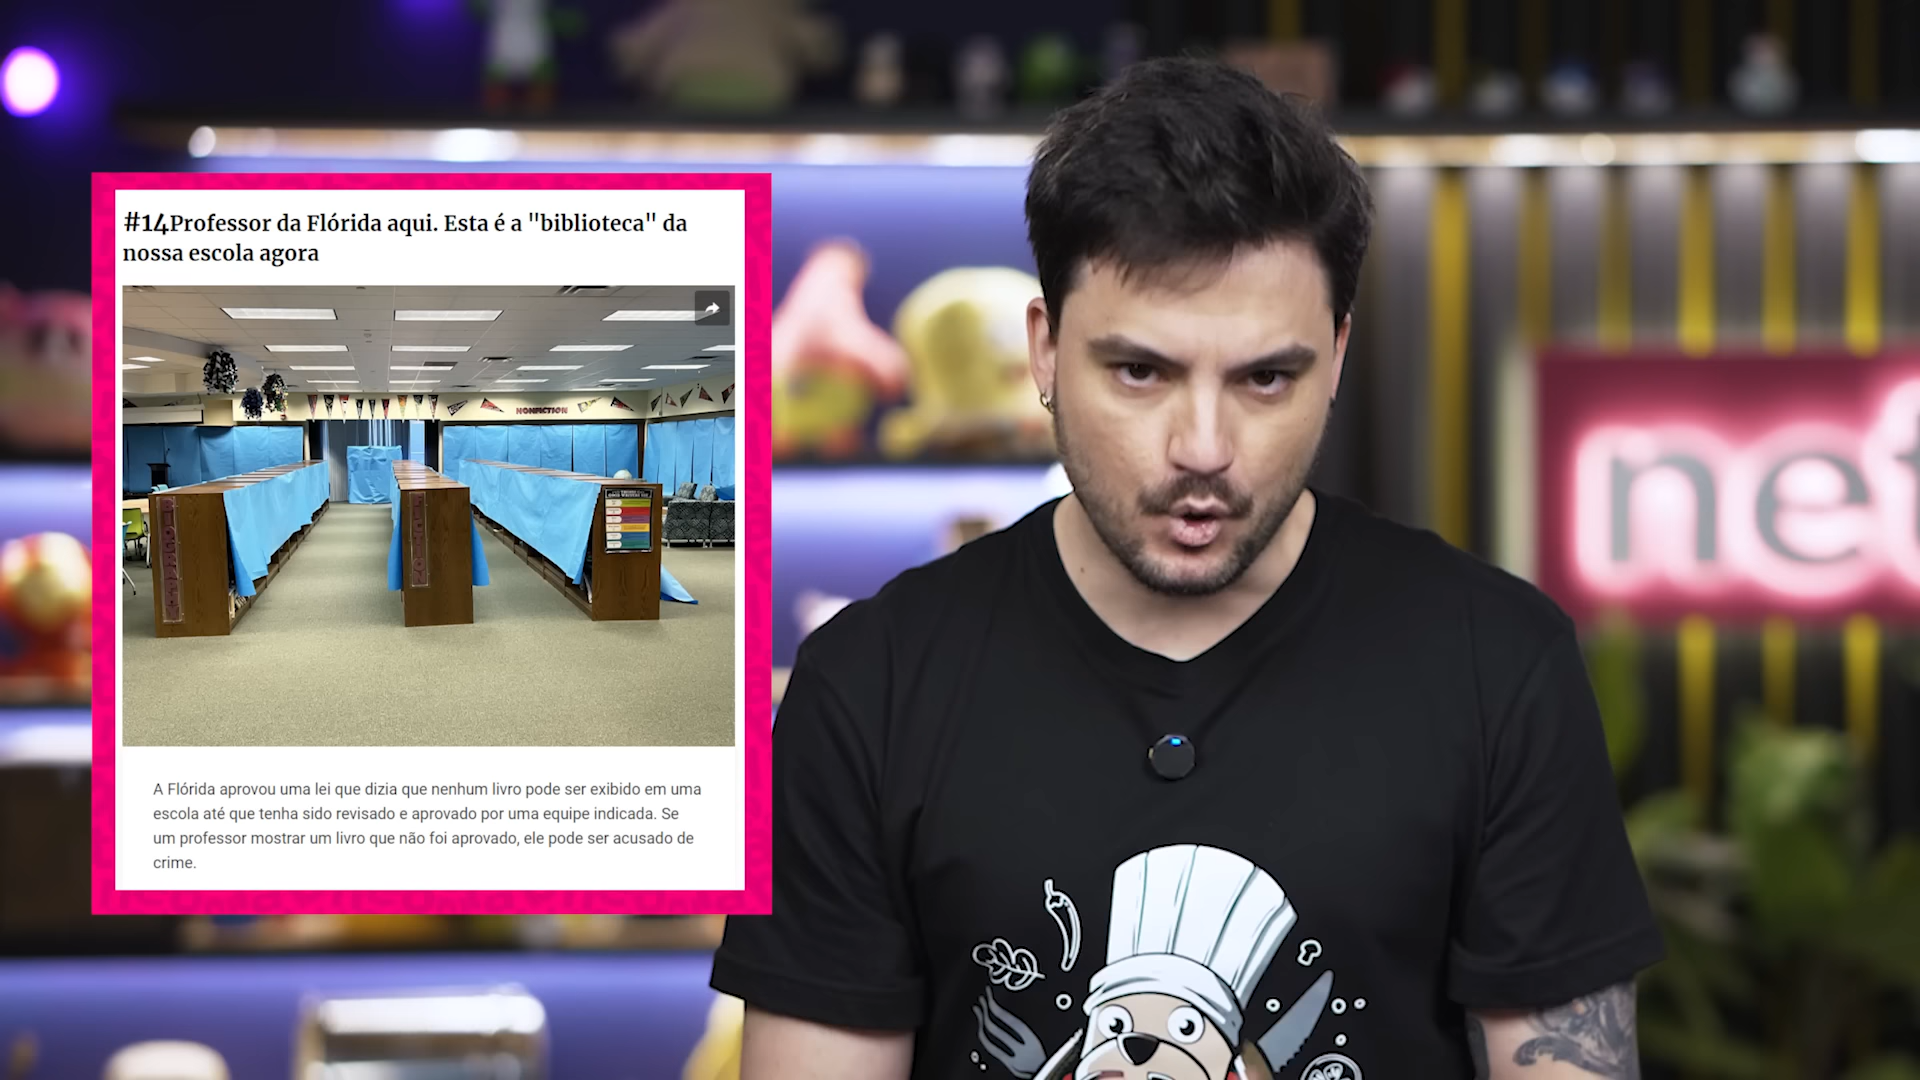 #14Professor da Flórida aqui. Esta é a "biblioteca" da
nossa escola agora
NONFICTION
A Flórida aprovou uma lei que dizia que nenhum livro pode ser exibido em uma
escola até que tenha sido revisado e aprovado por uma equipe indicada. Se
um professor mostrar um livro que não foi aprovado, ele pode ser acusado de
crime.
net